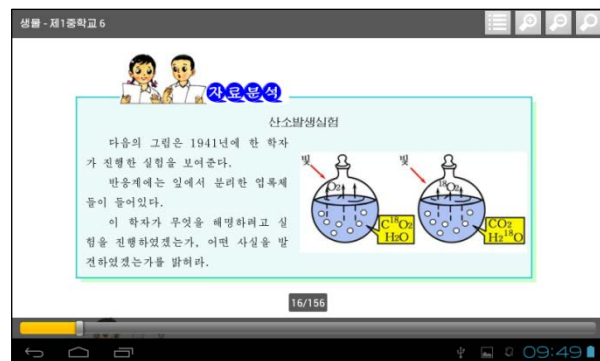 생물 - 제1중학교 6
자료분석
산소발생실험
다음의 그림은 1941년에 한 학자
가 진행한 실험을 보여준다.
반응계에는 잎에서 분리한 엽록체
들이 들어있다.
이 학자가 무엇을 해명하려고 실
험을 진행하였겠는가, 어떤 사실을 발
견하였겠는가를 밝혀라.
빛
O₂
C¹⁸O₂
H₂O
빛
¹⁸O₂
CO₂
H₂¹⁸O
16/156
09:49